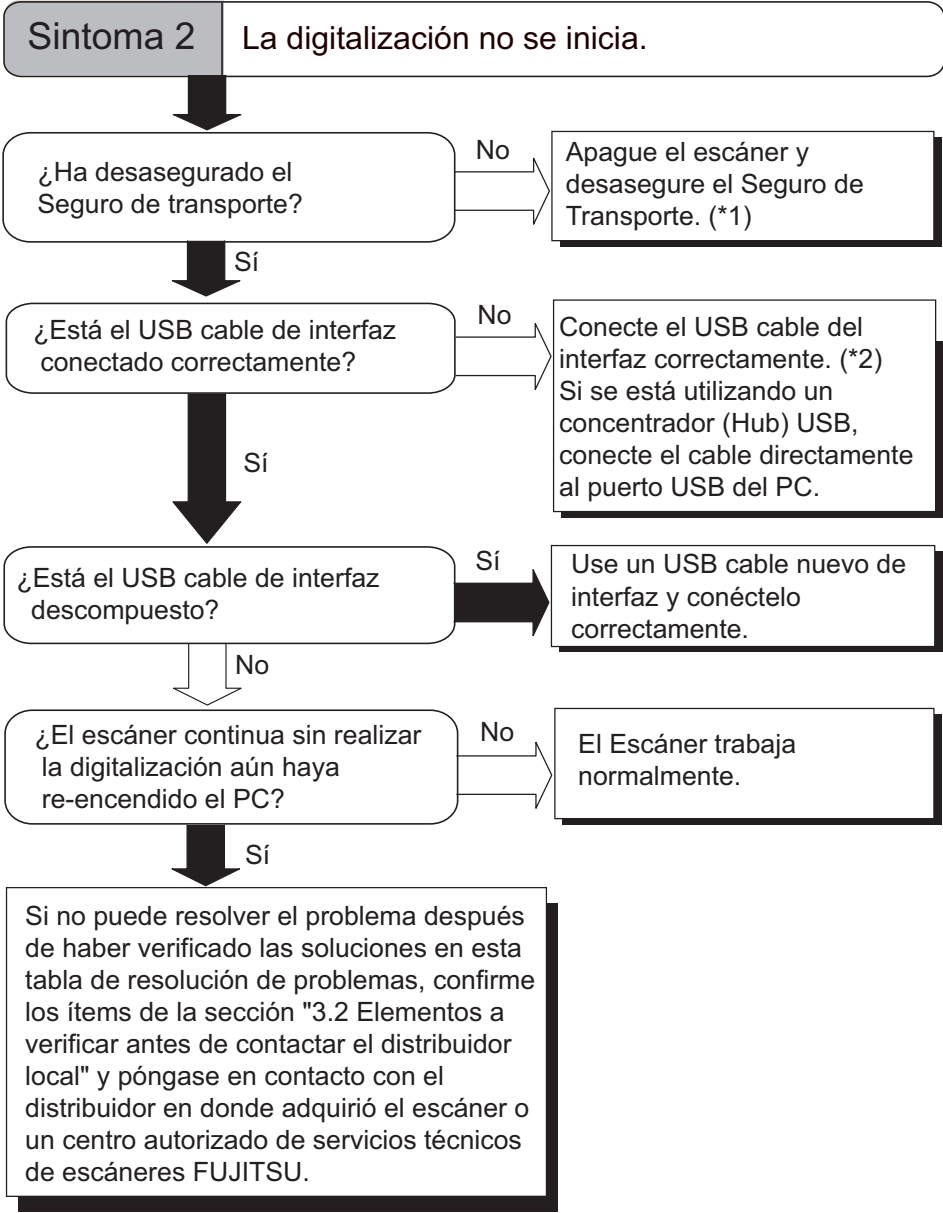 Sintoma 2
La digitalización no se inicia.
¿Ha desasegurado el
Seguro de transporte?
No
Apague el escáner y
desasegure el Seguro de
Transporte. (*1)
Sí
¿Está el USB cable de interfaz
conectado correctamente?
No
Conecte el USB cable del
interfaz correctamente. (*2)
Si se está utilizando un
concentrador (Hub) USB,
conecte el cable directamente
al puerto USB del PC.
Sí
¿Está el USB cable de interfaz
descompuesto?
Sí
Use un USB cable nuevo de
interfaz y conéctelo
correctamente.
No
¿El escáner continua sin realizar
la digitalización aún haya
re-encendido el PC?
No
El Escáner trabaja
normalmente.
Sí
Si no puede resolver el problema después
de haber verificado las soluciones en esta
tabla de resolución de problemas, confirme
los ítems de la sección "3.2 Elementos a
verificar antes de contactar el distribuidor
local" y póngase en contacto con el
distribuidor en donde adquirió el escáner o
un centro autorizado de servicios técnicos
de escáneres FUJITSU.